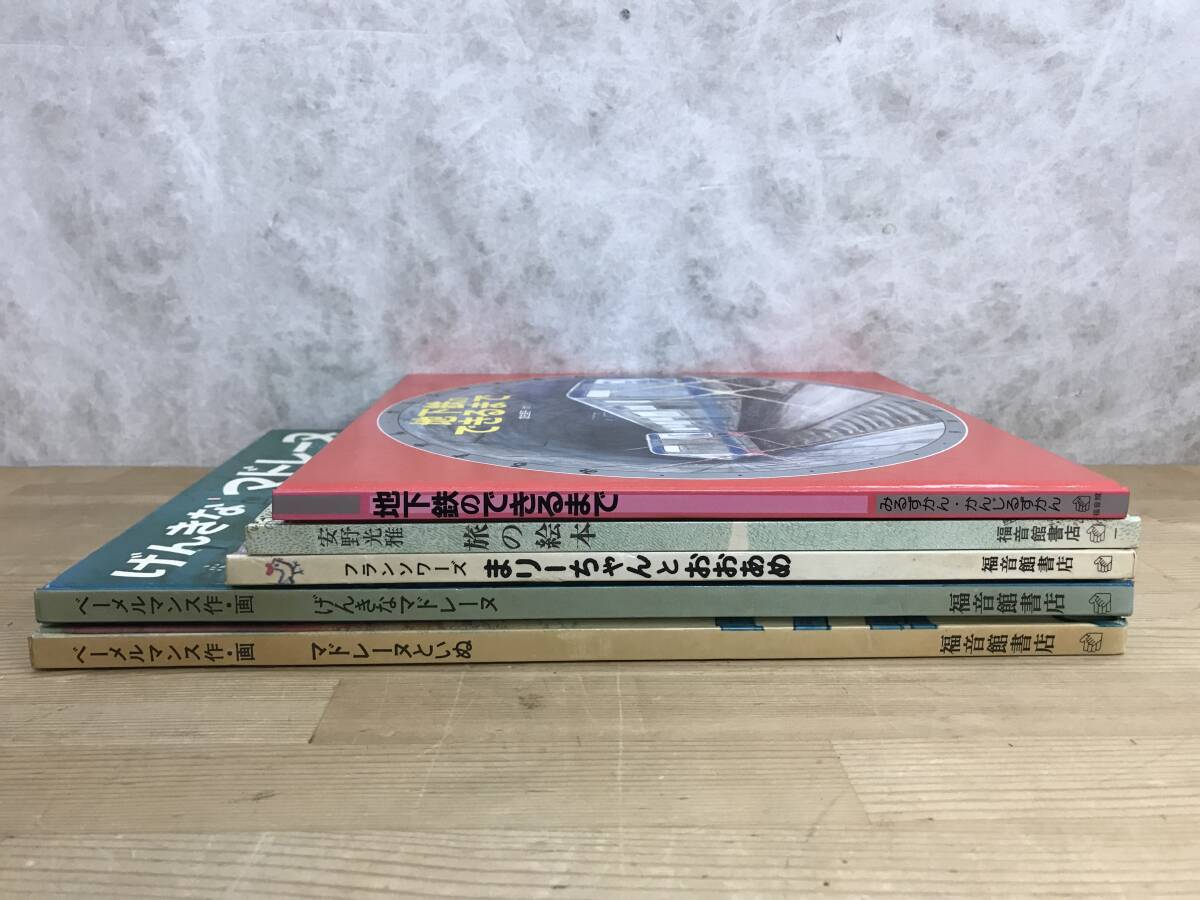 地下鉄の
できるまで
地下鉄のできるまで みるずかん・かんじるずかん 福音館
安野光雅 旅の絵本 福音館書店
フランソワーズ まりーちゃんとおおあめ 福音館書店
げんきなマドレーヌ
ベーメルマンス作・画 げんきなマドレーヌ 福音館書店
ベーメルマンス作・画 マドレーヌといぬ 福音館書店